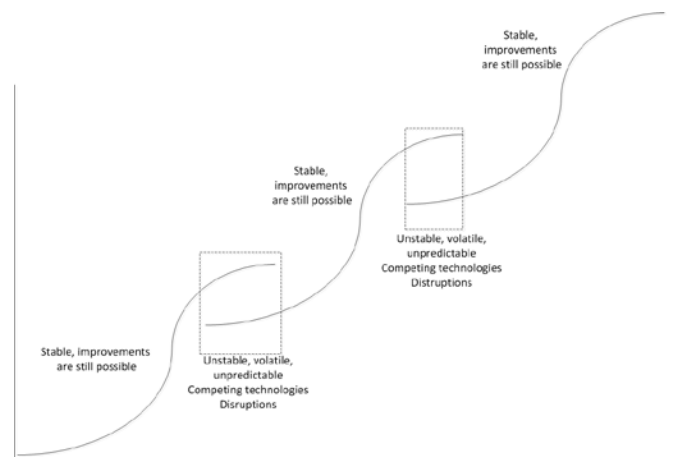 Stable,
improvements
are still possible
Stable,
improvements
are still possible
Unstable, volatile,
unpredictable
Competing technologies
Distruptions
Stable, improvements
are still possible
Unstable, volatile,
unpredictable
Competing technologies
Disruptions